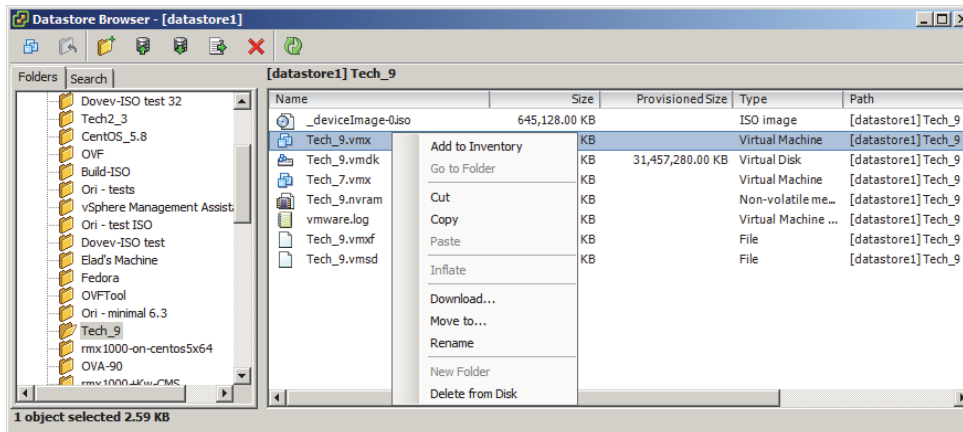 Datastore Browser - [datastore1]
Folders Search
[datastore1] Tech_9
Dovev-ISO test 32
Tech2_3
CentOS_5.8
OVF
Build-ISO
Ori - tests
vSphere Management Assist
Ori - test ISO
Dovev-ISO test
Elad's Machine
Fedora
OVFTool
Ori - minimal 6.3
Tech_9
rmx1000-on-centos5x64
OVA-90
rmx1000+Kw-CMS
Name Size Provisioned Size Type Path
_deviceImage-0.iso 645,128.00 KB ISO image [datastore1] Tech_9
Tech_9.vmx KB Virtual Machine [datastore1] Tech_9
Tech_9.vmdk KB 31,457,280.00 KB Virtual Disk [datastore1] Tech_9
Tech_7.vmx KB Virtual Machine [datastore1] Tech_9
Tech_9.nvram KB Non-volatile me... [datastore1] Tech_9
vmware.log KB Virtual Machine ... [datastore1] Tech_9
Tech_9.vmxf KB File [datastore1] Tech_9
Tech_9.vmsd KB File [datastore1] Tech_9
Add to Inventory
Go to Folder
Cut
Copy
Paste
Inflate
Download...
Move to...
Rename
New Folder
Delete from Disk
1 object selected 2.59 KB